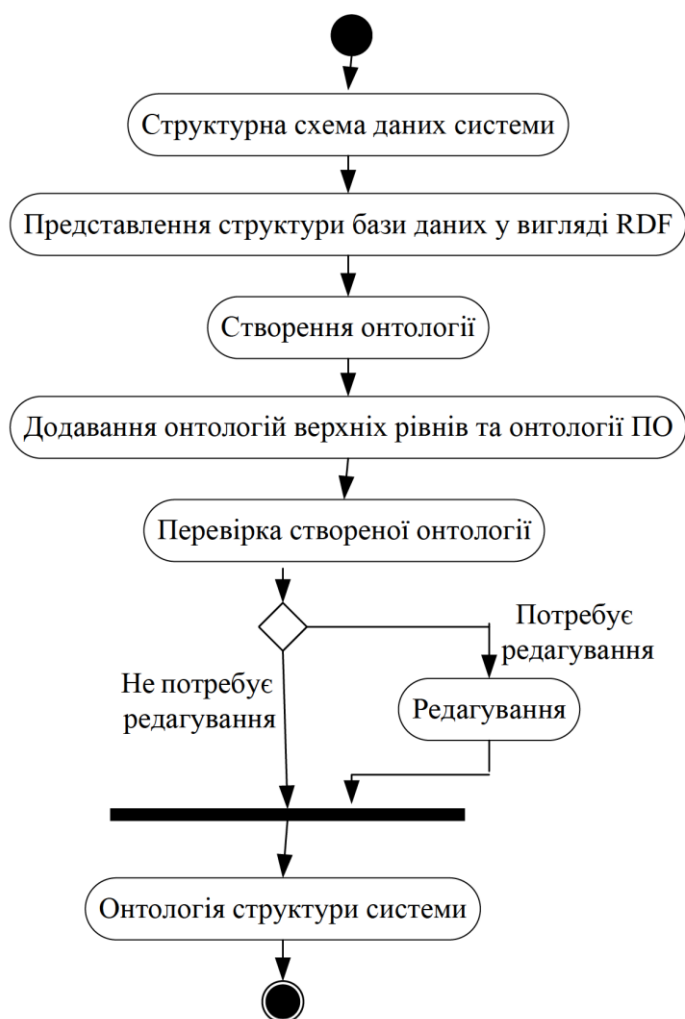 Структурна схема даних системи
Представлення структури бази даних у вигляді RDF
Створення онтології
Додавання онтологій верхніх рівнів та онтології ПО
Перевірка створеної онтології
Потребує
редагування
Не потребує
редагування
Редагування
Онтологія структури системи